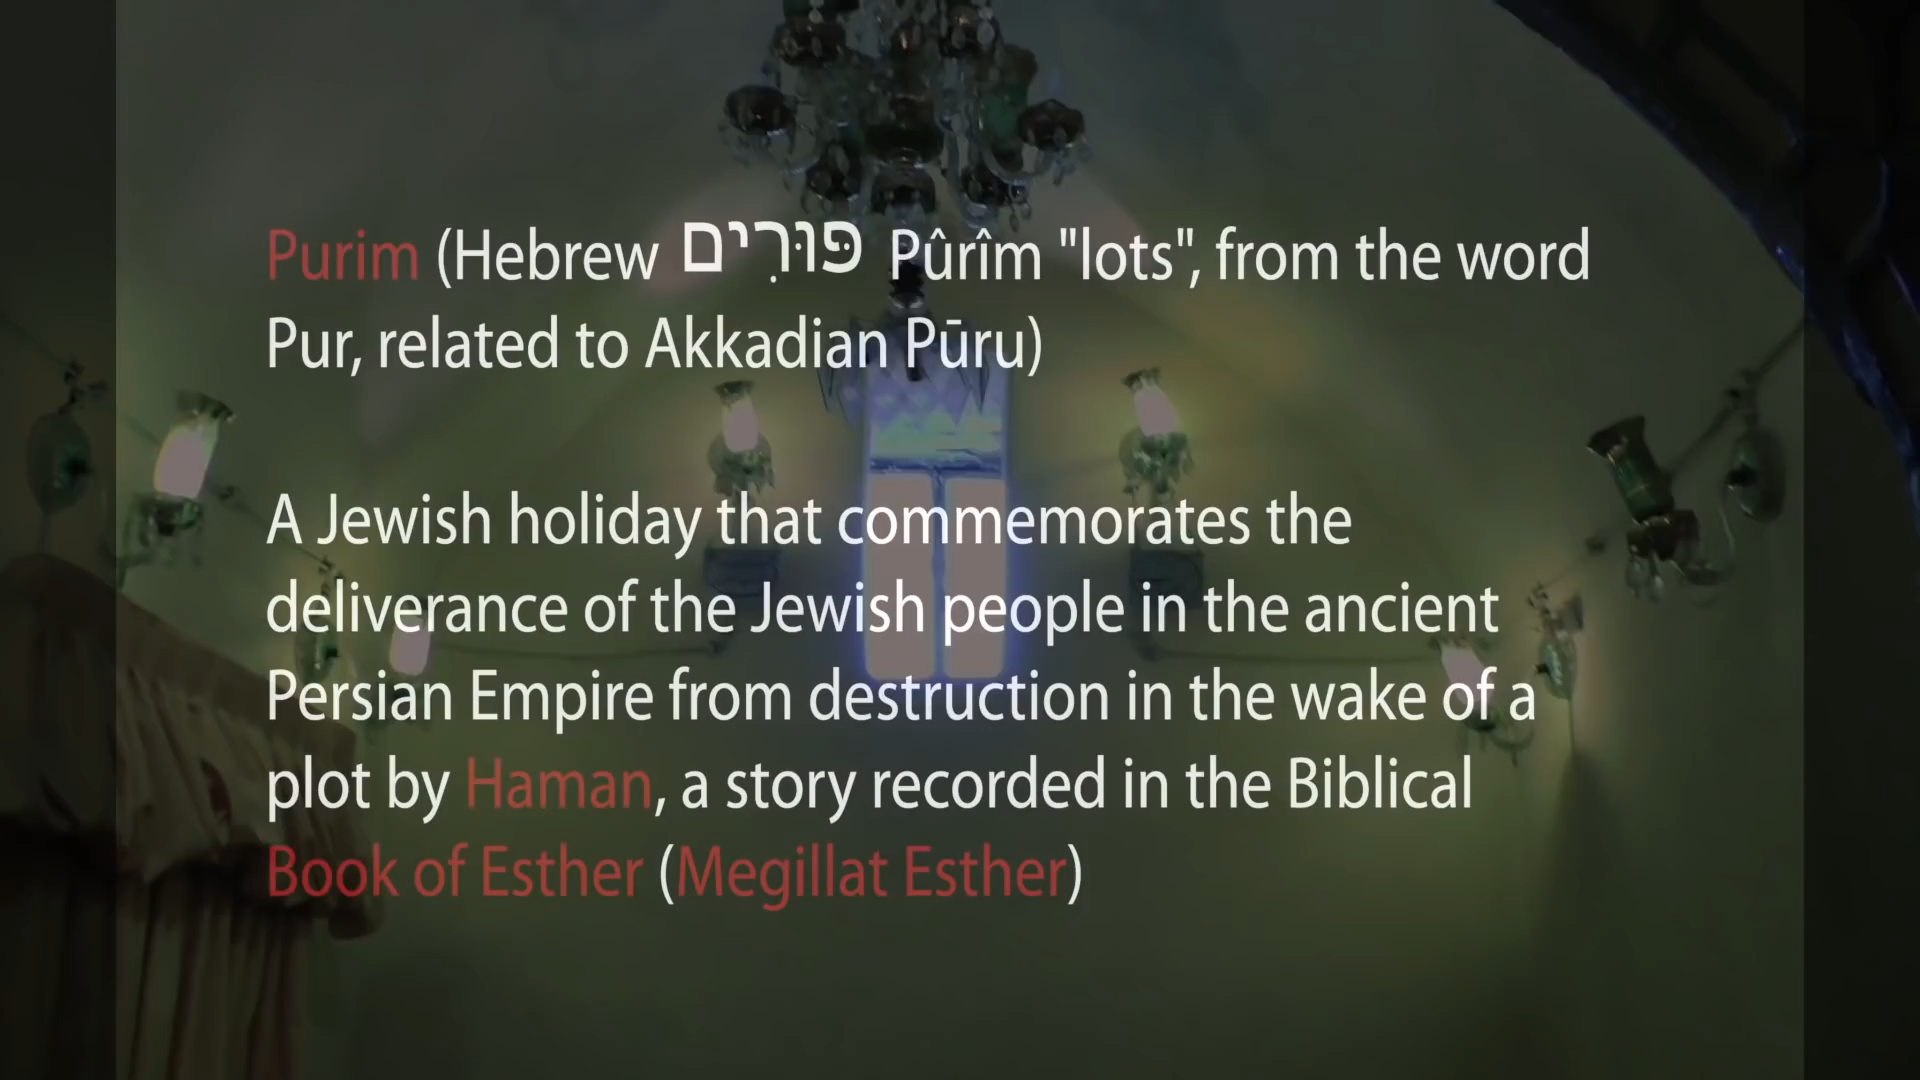 Purim (Hebrew פּוּרִים Pûrîm "lots", from the word
Pur, related to Akkadian Pūru)
A Jewish holiday that commemorates the
deliverance of the Jewish people in the ancient
Persian Empire from destruction in the wake of a
plot by Haman, a story recorded in the Biblical
Book of Esther (Megillat Esther)